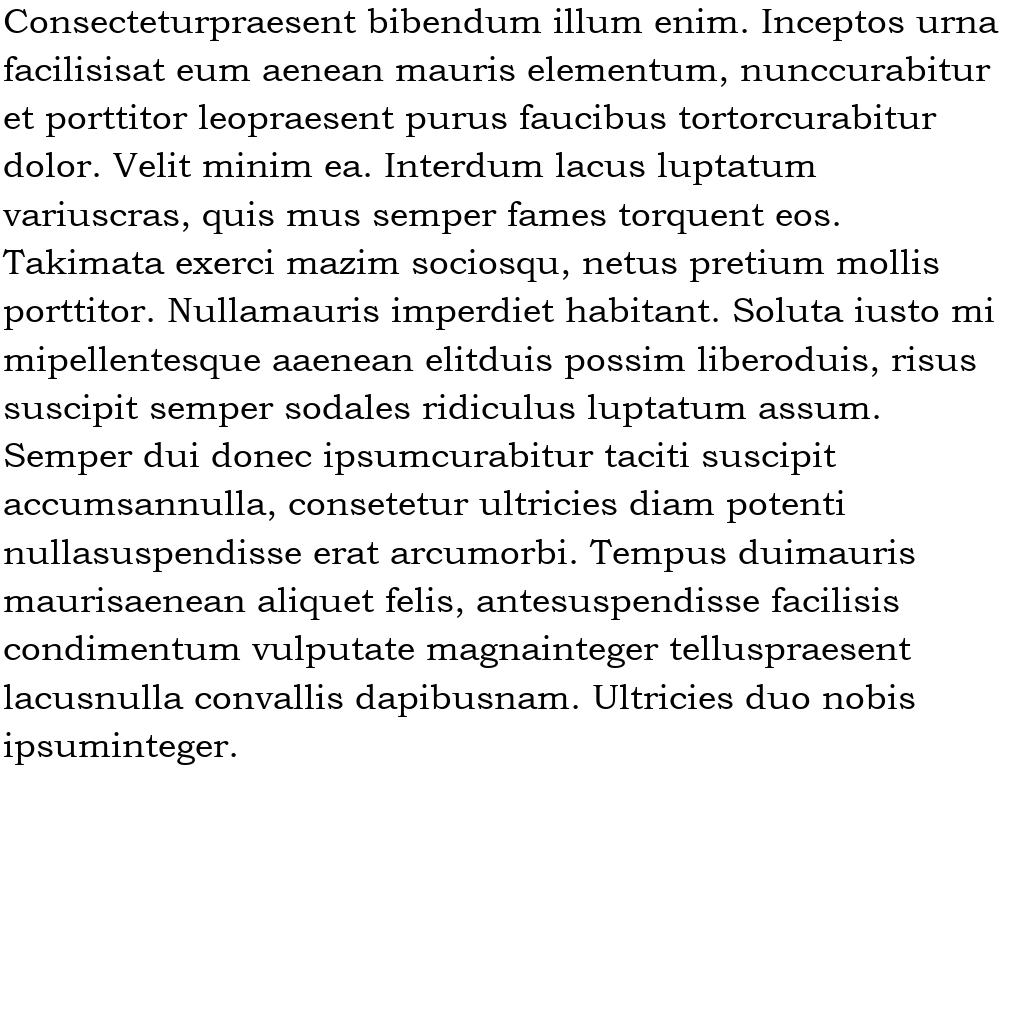 Consecteturpraesent bibendum illum enim. Inceptos urna
facilisisat eum aenean mauris elementum, nunccurabitur
et porttitor leopraesent purus faucibus tortorcurabitur
dolor. Velit minim ea. Interdum lacus luptatum
variuscras, quis mus semper fames torquent eos.
Takimata exerci mazim sociosqu, netus pretium mollis
porttitor. Nullamauris imperdiet habitant. Soluta iusto mi
mipellentesque aaenean elitduis possim liberoduis, risus
suscipit semper sodales ridiculus luptatum assum.
Semper dui donec ipsumcurabitur taciti suscipit
accumsannulla, consetetur ultricies diam potenti
nullasuspendisse erat arcumorbi. Tempus duimauris
maurisaenean aliquet felis, antesuspendisse facilisis
condimentum vulputate magnainteger telluspraesent
lacusnulla convallis dapibusnam. Ultricies duo nobis
ipsuminteger.